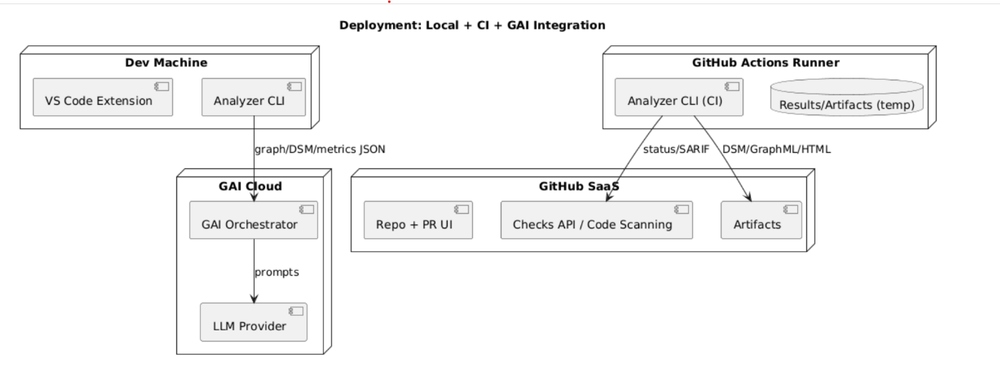 Deployment: Local + CI + GAI Integration
Dev Machine
VS Code Extension
Analyzer CLI
GitHub Actions Runner
Analyzer CLI (CI)
Results/Artifacts (temp)
graph/DSM/metrics JSON
status/SARIF
DSM/GraphML/HTML
GAI Cloud
GAI Orchestrator
prompts
LLM Provider
GitHub SaaS
Repo + PR UI
Checks API / Code Scanning
Artifacts